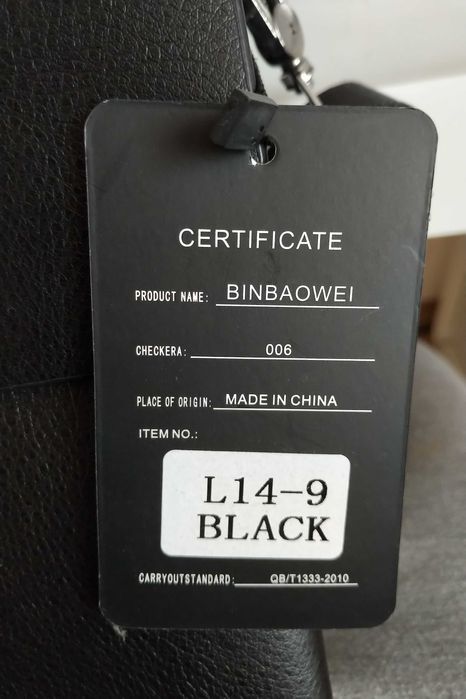 CERTIFICATE
PRODUCT NAME: BINBAOWEI
CHECKERA: 006
PLACE OF ORIGIN: MADE IN CHINA
ITEM NO.:
L14-9
BLACK
CARRYOUTSTANDARD: QB/T1333-2010